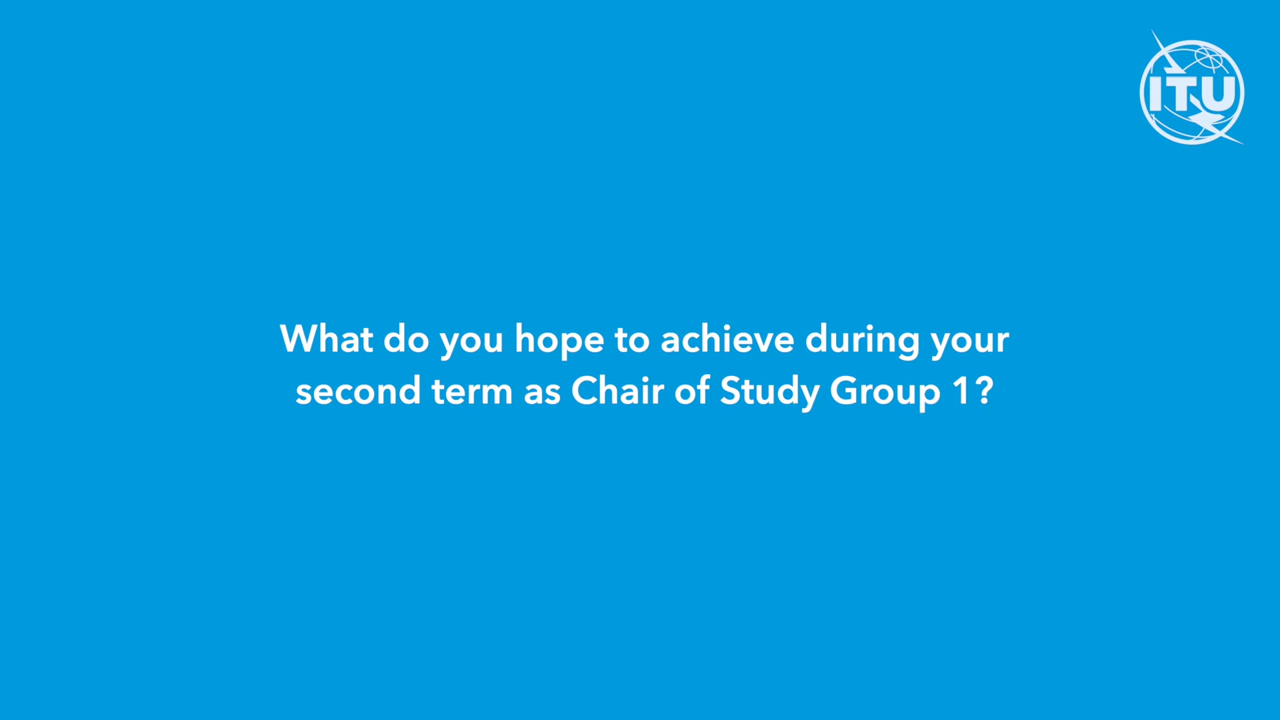 ITU
What do you hope to achieve during your
second term as Chair of Study Group 1?